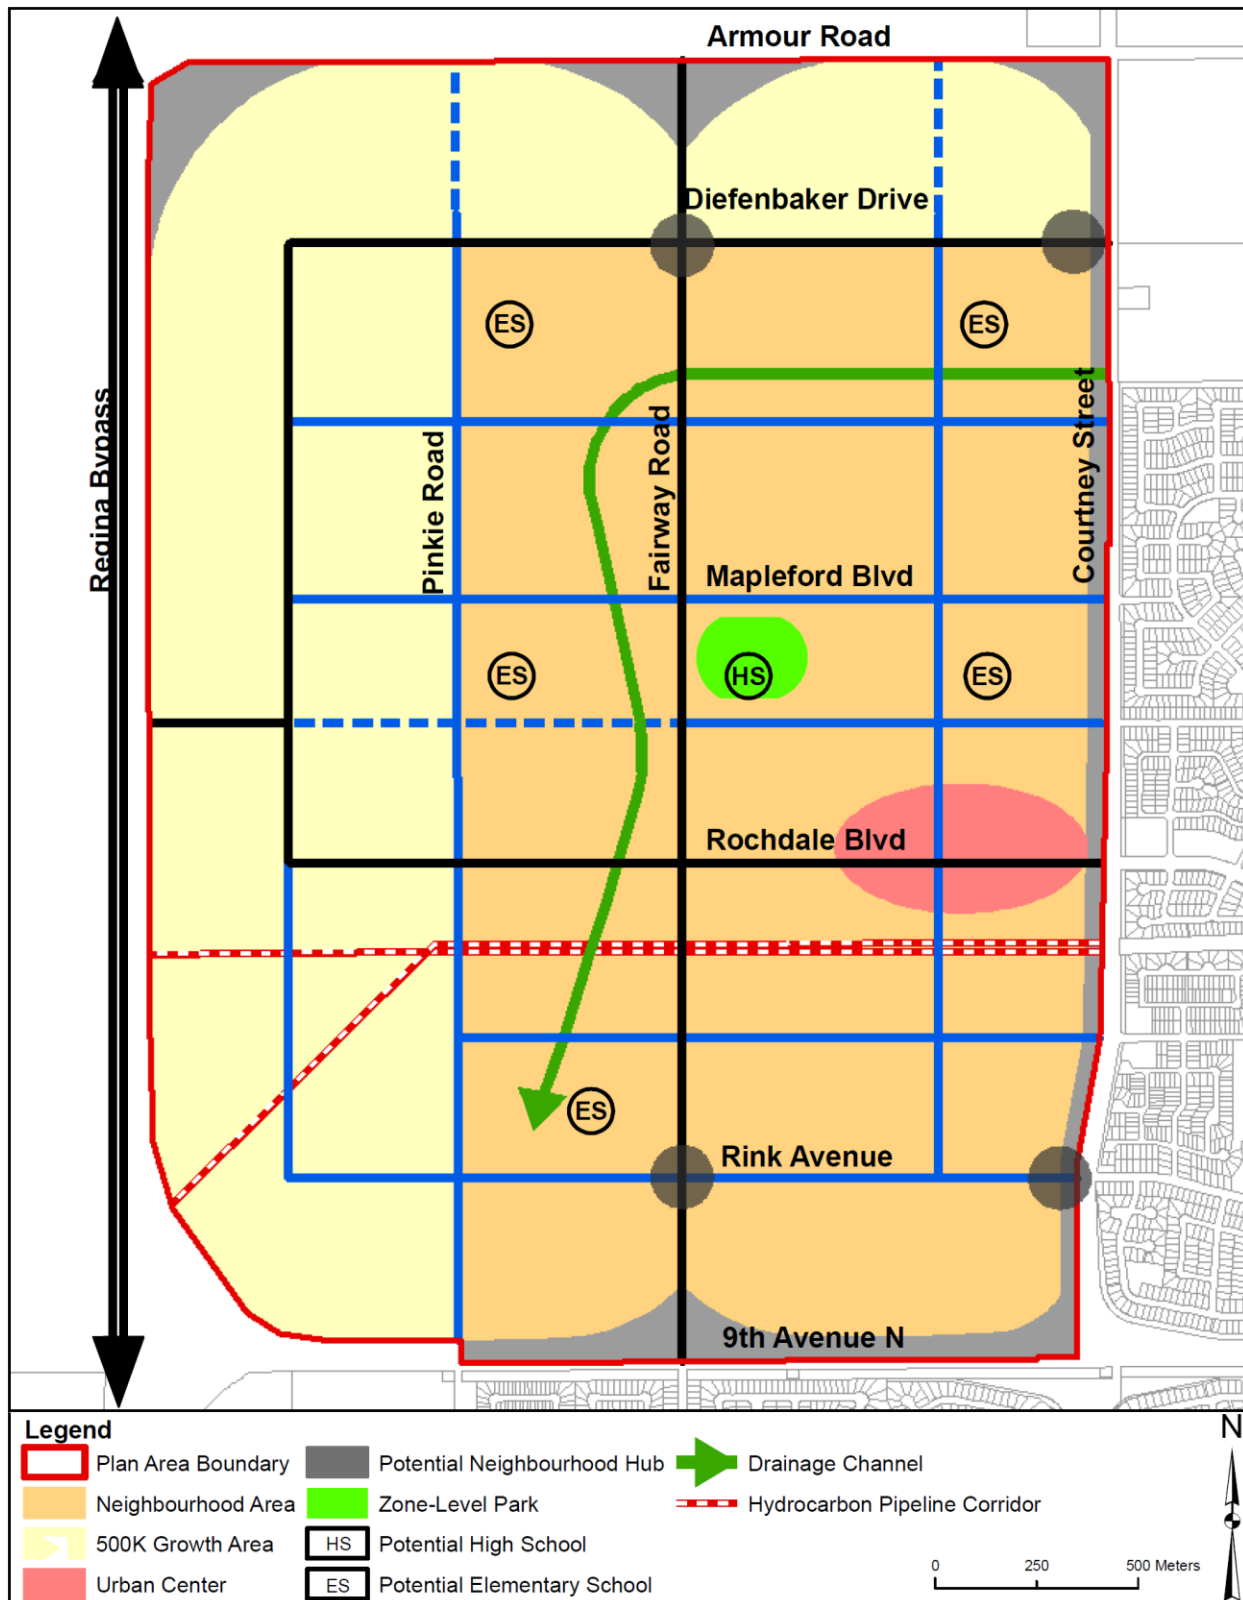 Armour Road
Diefenbaker Drive
ES
ES
Regina Bypass
Pinkie Road
Fairway Road
Courtney Street
Mapleford Blvd
ES
HS
ES
Rochdale Blvd
ES
Rink Avenue
9th Avenue N
Legend
Plan Area Boundary
Neighbourhood Area
500K Growth Area
Urban Center
Potential Neighbourhood Hub
Zone-Level Park
HS Potential High School
ES Potential Elementary School
Drainage Channel
Hydrocarbon Pipeline Corridor
N
0 250 500 Meters